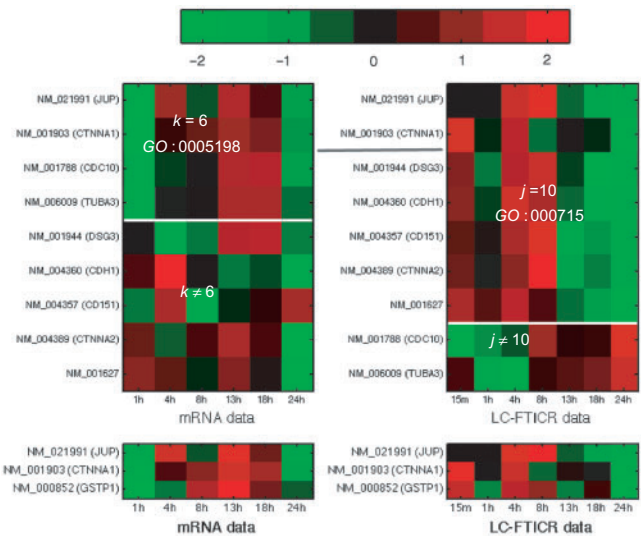 -2 -1 0 1 2
NM_021991 (JUP)
NM_001903 (CTNNA1)
NM_001788 (CDC10)
NM_006009 (TUBA3)
NM_001944 (DSG3)
NM_004360 (CDH1)
NM_004357 (CD151)
NM_004389 (CTNNA2)
NM_001627
k = 6
GO : 0005198
k ≠ 6
1h 4h 8h 13h 18h 24h
mRNA data
NM_021991 (JUP)
NM_001903 (CTNNA1)
NM_001944 (DSG3)
NM_004360 (CDH1)
NM_004357 (CD151)
NM_004389 (CTNNA2)
NM_001627
NM_001788 (CDC10)
NM_006009 (TUBA3)
j =10
GO : 000715
j ≠ 10
15m 1h 4h 8h 13h 18h 24h
LC-FTICR data
NM_021991 (JUP)
NM_001903 (CTNNA1)
NM_000852 (GSTP1)
1h 4h 8h 13h 18h 24h
mRNA data
NM_021991 (JUP)
NM_001903 (CTNNA1)
NM_000852 (GSTP1)
15m 1h 4h 8h 13h 18h 24h
LC-FTICR data